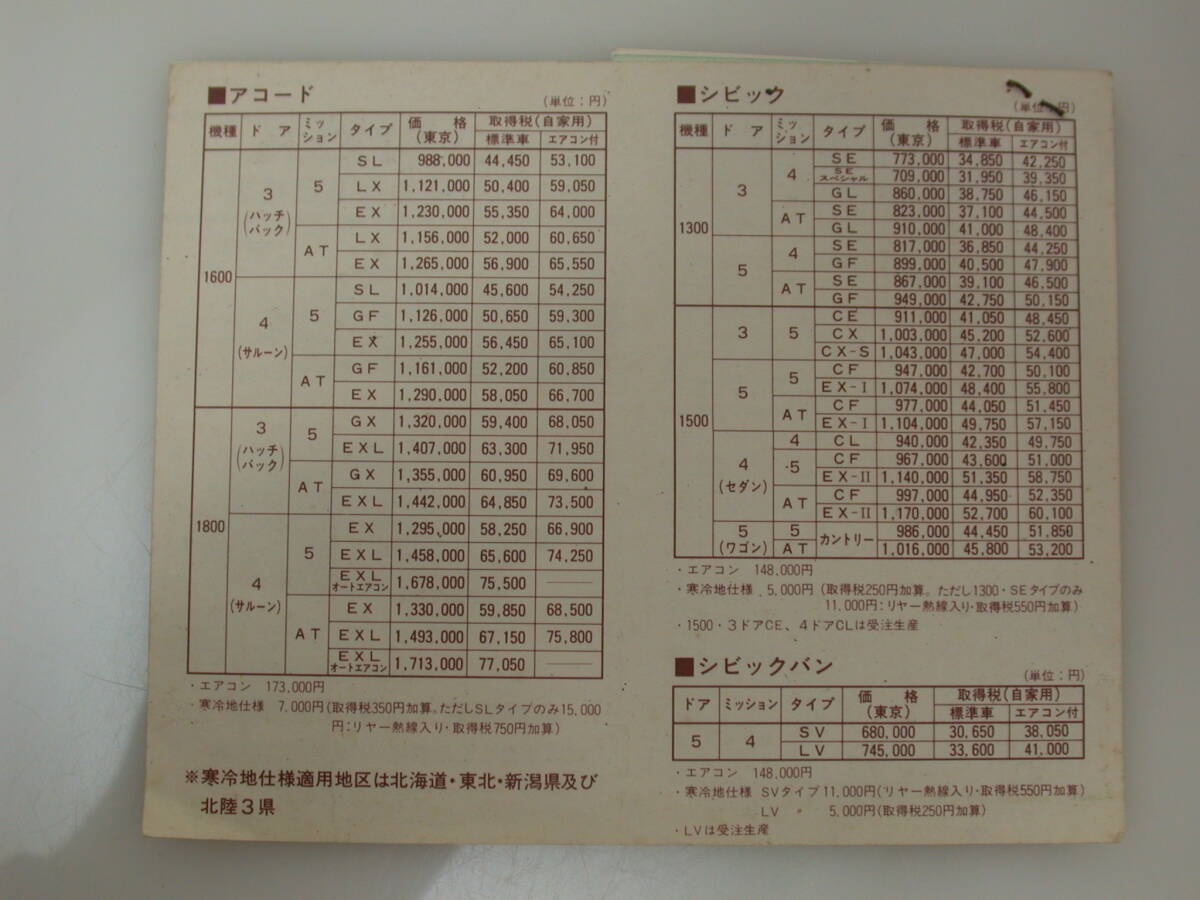 ■アコード
(単位:円)
機種 ドア ミッション タイプ 価格(東京) 取得税(自家用)
標準車 エアコン付
1600 3(ハッチバック) 5 SL 988,000 44,450 53,100
LX 1,121,000 50,400 59,050
EX 1,230,000 55,350 64,000
AT LX 1,156,000 52,000 60,650
EX 1,265,000 56,900 65,550
4(サルーン) 5 SL 1,014,000 45,600 54,250
GF 1,126,000 50,650 59,300
EX 1,255,000 56,450 65,100
AT GF 1,161,000 52,200 60,850
EX 1,290,000 58,050 66,700
1800 3(ハッチバック) 5 GX 1,320,000 59,400 68,050
EXL 1,407,000 63,300 71,950
AT GX 1,355,000 60,950 69,600
EXL 1,442,000 64,850 73,500
4(サルーン) 5 EX 1,295,000 58,250 66,900
EXL 1,458,000 65,600 74,250
EXLオートエアコン 1,678,000 75,500 ——
AT EX 1,330,000 59,850 68,500
EXL 1,493,000 67,150 75,800
EXLオートエアコン 1,713,000 77,050 ——
・エアコン 173,000円
・寒冷地仕様 7,000円(取得税350円加算。ただしSLタイプのみ15,000
円:リヤー熱線入り・取得税750円加算)
※寒冷地仕様適用地区は北海道・東北・新潟県及び
北陸3県
■シビック
(単位:円)
機種 ドア ミッション タイプ 価格(東京) 取得税(自家用)
標準車 エアコン付
1300 3 4 SE 773,000 34,850 42,250
SEスペシャル 709,000 31,950 39,350
GL 860,000 38,750 46,150
AT SE 823,000 37,100 44,500
GL 910,000 41,000 48,400
5 4 SE 817,000 36,850 44,250
GF 899,000 40,500 47,900
AT SE 867,000 39,100 46,500
GF 949,000 42,750 50,150
1500 3 5 CE 911,000 41,050 48,450
CX 1,003,000 45,200 52,600
CX-S 1,043,000 47,000 54,400
5 5 CF 947,000 42,700 50,100
EX-I 1,074,000 48,400 55,800
AT CF 977,000 44,050 51,450
EX-I 1,104,000 49,750 57,150
4(セダン) 4 CL 940,000 42,350 49,750
5 CF 967,000 43,600 51,000
EX-II 1,140,000 51,350 58,750
AT CF 997,000 44,950 52,350
EX-II 1,170,000 52,700 60,100
5(ワゴン) 5 カントリー 986,000 44,450 51,850
AT 1,016,000 45,800 53,200
・エアコン 148,000円
・寒冷地仕様 5,000円(取得税250円加算。ただし1300・SEタイプのみ
11,000円:リヤー熱線入り・取得税550円加算)
・1500・3ドアCE、4ドアCLは受注生産
■シビックバン
(単位:円)
ドア ミッション タイプ 価格(東京) 取得税(自家用)
標準車 エアコン付
5 4 SV 680,000 30,650 38,050
LV 745,000 33,600 41,000
・エアコン 148,000円
・寒冷地仕様 SVタイプ11,000円(リヤー熱線入り・取得税550円加算)
LV 〃 5,000円(取得税250円加算)
・LVは受注生産